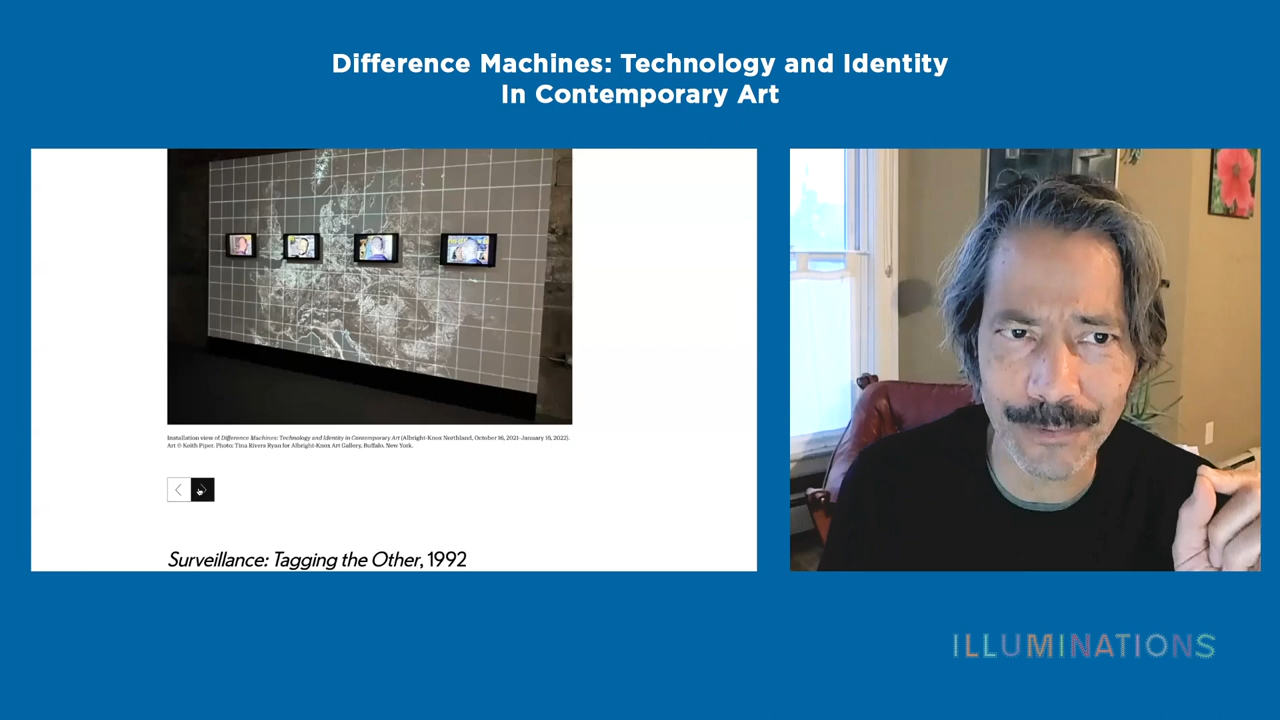 Difference Machines: Technology and Identity
In Contemporary Art
Installation view of Difference Machines: Technology and Identity in Contemporary Art (Albright-Knox Northland, October 16, 2021–January 16, 2022).
Art © Keith Piper. Photo: Tina Rivers Ryan for Albright-Knox Art Gallery, Buffalo, New York.
Surveillance: Tagging the Other, 1992
ILLUMINATIONS